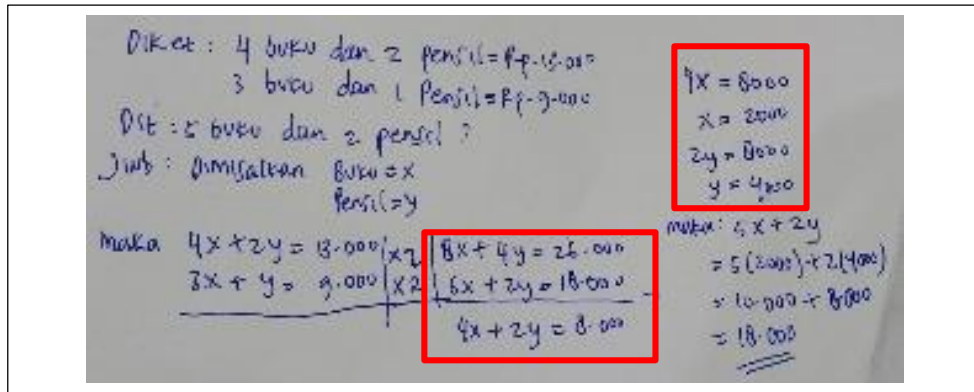 Diket : 4 buku dan 2 pensil = Rp. 13.000
3 buku dan 1 Pensil = Rp. 9.000
Dit : 5 buku dan 2 pensil ?
Jwb : Dimisalkan Buku = x
Pensil = y
maka 4x + 2y = 13.000 | x2 | 8x + 4y = 26.000
3x + y = 9.000 | x2 | 6x + 2y = 18.000
4x + 2y = 8.000
4x = 8000
x = 2000
2y = 8000
y = 4000
maka : 5x + 2y
= 5(2000) + 2(4000)
= 10.000 + 8.000
= 18.000